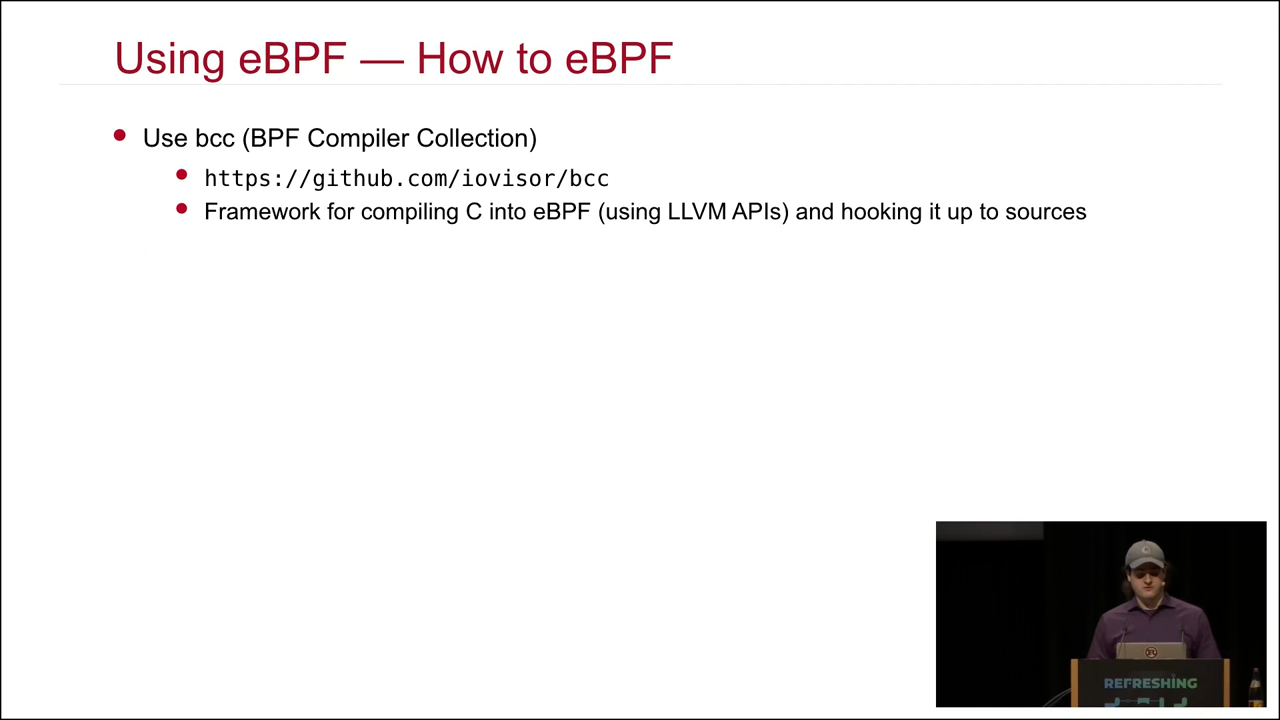 Using eBPF — How to eBPF
Use bcc (BPF Compiler Collection)
https://github.com/iovisor/bcc
Framework for compiling C into eBPF (using LLVM APIs) and hooking it up to sources
REFRESHING